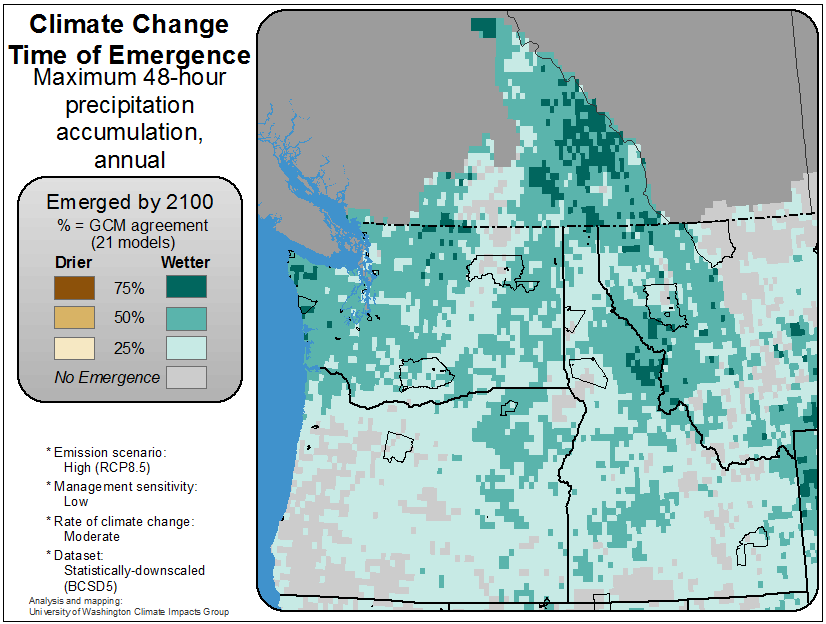 Climate Change
Time of Emergence
Maximum 48-hour
precipitation
accumulation,
annual
Emerged by 2100
% = GCM agreement
(21 models)
Drier Wetter
75%
50%
25%
No Emergence
* Emission scenario:
High (RCP8.5)
* Management sensitivity:
Low
* Rate of climate change:
Moderate
* Dataset:
Statistically-downscaled
(BCSD5)
Analysis and mapping:
University of Washington Climate Impacts Group